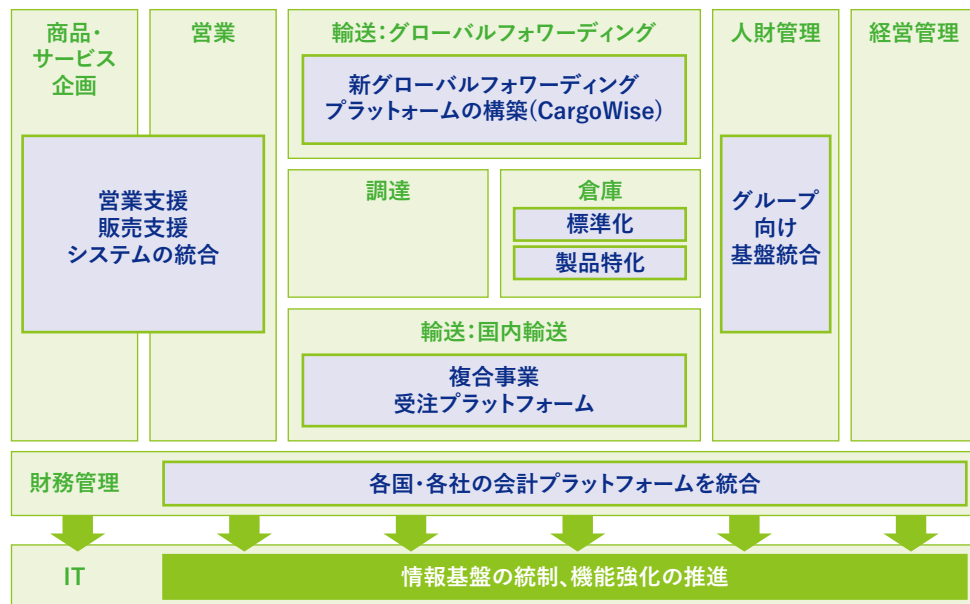 商品・
サービス
企画
営業
営業支援
販売支援
システムの統合
輸送：グローバルフォワーディング
新グローバルフォワーディング
プラットォームの構築（CargoWise）
調達
倉庫
標準化
製品特化
輸送：国内輸送
複合事業
受注プラットフォーム
人財管理
グループ
向け
基盤統合
経営管理
財務管理
各国・各社の会計プラットフォームを統合
IT
情報基盤の統制、機能強化の推進